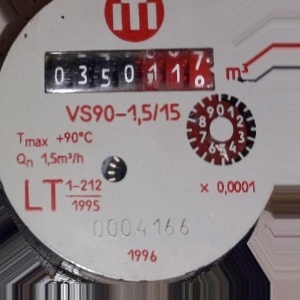 0350117
m³
VS90-1,5/15
Tmax +90°C
Qn 1,5m³/h
LT 1-212
1995
x 0,0001
0004166
1996